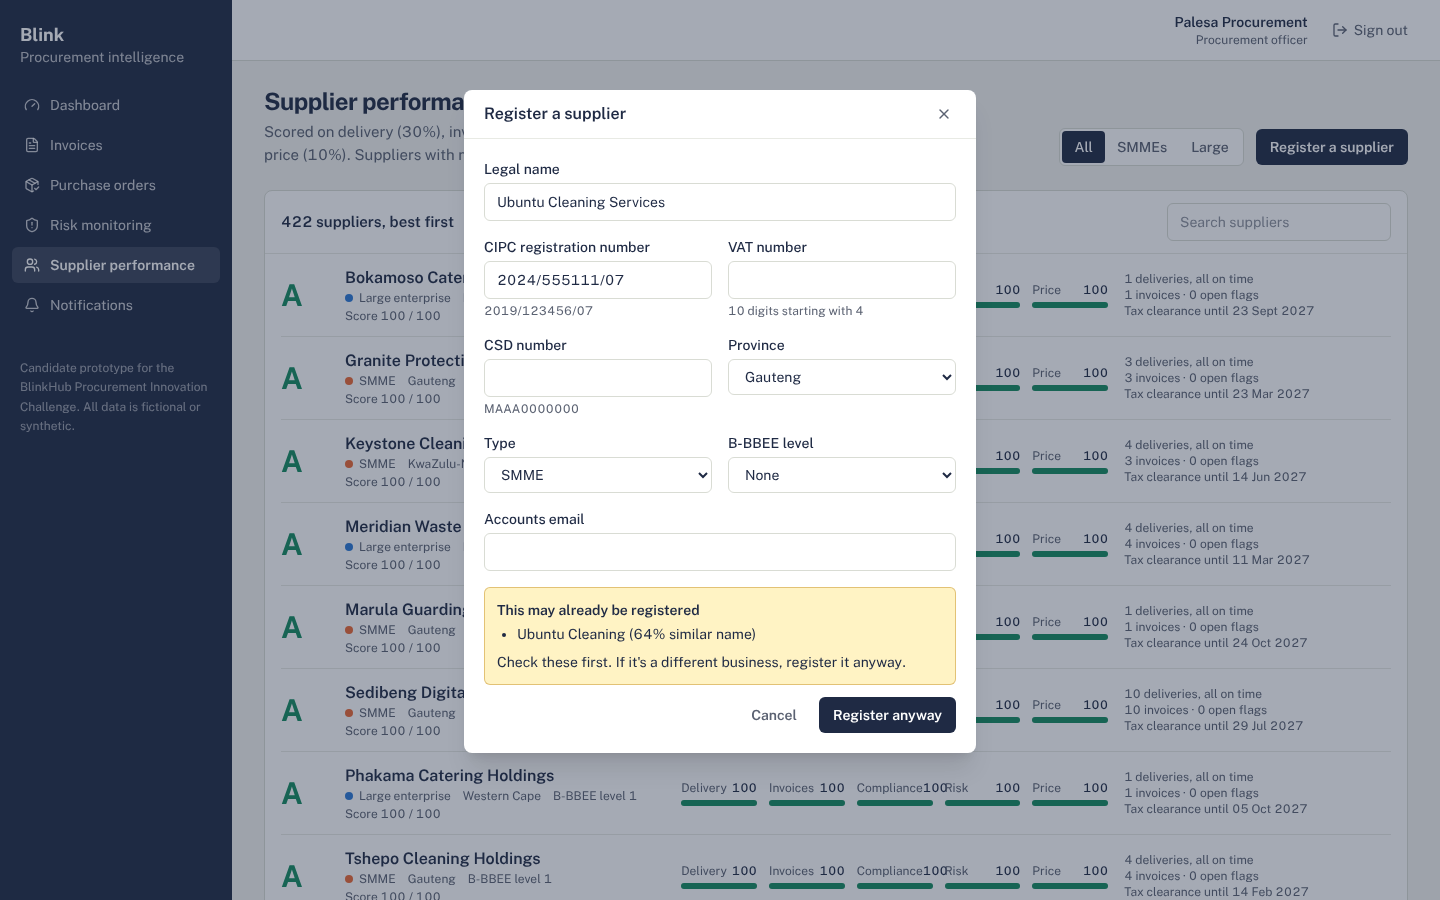 Blink
Procurement intelligence
Dashboard
Invoices
Purchase orders
Risk monitoring
Supplier performance
Notifications
Candidate prototype for the
BlinkHub Procurement Innovation
Challenge. All data is fictional or
synthetic.
Palesa Procurement
Procurement officer
Sign out
Supplier performa
Scored on delivery (30%), in
price (10%). Suppliers with
All SMMEs Large
Register a supplier
422 suppliers, best first
Search suppliers
Register a supplier
Legal name
Ubuntu Cleaning Services
CIPC registration number VAT number
2024/555111/07
2019/123456/07 10 digits starting with 4
CSD number Province
Gauteng
MAAA0000000
Type B-BBEE level
SMME None
Accounts email
This may already be registered
• Ubuntu Cleaning (64% similar name)
Check these first. If it's a different business, register it anyway.
Cancel Register anyway
A
Bokamoso Cater
Large enterprise
Score 100 / 100
100 Price 100
1 deliveries, all on time
1 invoices · 0 open flags
Tax clearance until 23 Sept 2027
A
Granite Protecti
SMME Gauteng
Score 100 / 100
100 Price 100
3 deliveries, all on time
3 invoices · 0 open flags
Tax clearance until 23 Mar 2027
A
Keystone Cleani
SMME KwaZulu-N
Score 100 / 100
100 Price 100
4 deliveries, all on time
3 invoices · 0 open flags
Tax clearance until 14 Jun 2027
A
Meridian Waste
Large enterprise
Score 100 / 100
100 Price 100
4 deliveries, all on time
4 invoices · 0 open flags
Tax clearance until 11 Mar 2027
A
Marula Guarding
SMME Gauteng
Score 100 / 100
100 Price 100
1 deliveries, all on time
1 invoices · 0 open flags
Tax clearance until 24 Oct 2027
A
Sedibeng Digita
SMME Gauteng
Score 100 / 100
100 Price 100
10 deliveries, all on time
10 invoices · 0 open flags
Tax clearance until 29 Jul 2027
A
Phakama Catering Holdings
Large enterprise Western Cape B-BBEE level 1
Score 100 / 100
Delivery 100 Invoices 100 Compliance 100 Risk 100 Price 100
1 deliveries, all on time
1 invoices · 0 open flags
Tax clearance until 05 Oct 2027
A
Tshepo Cleaning Holdings
SMME Gauteng B-BBEE level 1
Score 100 / 100
Delivery 100 Invoices 100 Compliance 100 Risk 100 Price 100
4 deliveries, all on time
4 invoices · 0 open flags
Tax clearance until 14 Feb 2027